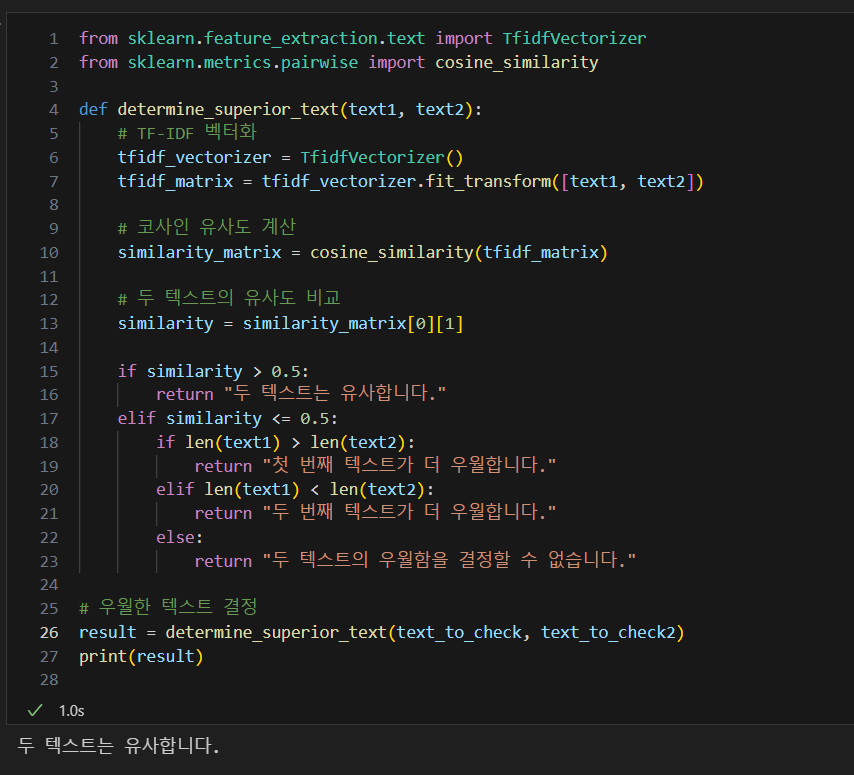 1 from sklearn.feature_extraction.text import TfidfVectorizer
2 from sklearn.metrics.pairwise import cosine_similarity
3
4 def determine_superior_text(text1, text2):
5     # TF-IDF 벡터화
6     tfidf_vectorizer = TfidfVectorizer()
7     tfidf_matrix = tfidf_vectorizer.fit_transform([text1, text2])
8
9     # 코사인 유사도 계산
10     similarity_matrix = cosine_similarity(tfidf_matrix)
11
12     # 두 텍스트의 유사도 비교
13     similarity = similarity_matrix[0][1]
14
15     if similarity > 0.5:
16         return "두 텍스트는 유사합니다."
17     elif similarity <= 0.5:
18         if len(text1) > len(text2):
19             return "첫 번째 텍스트가 더 우월합니다."
20         elif len(text1) < len(text2):
21             return "두 번째 텍스트가 더 우월합니다."
22         else:
23             return "두 텍스트의 우월함을 결정할 수 없습니다."
24
25 # 우월한 텍스트 결정
26 result = determine_superior_text(text_to_check, text_to_check2)
27 print(result)
28
1.0s
두 텍스트는 유사합니다.